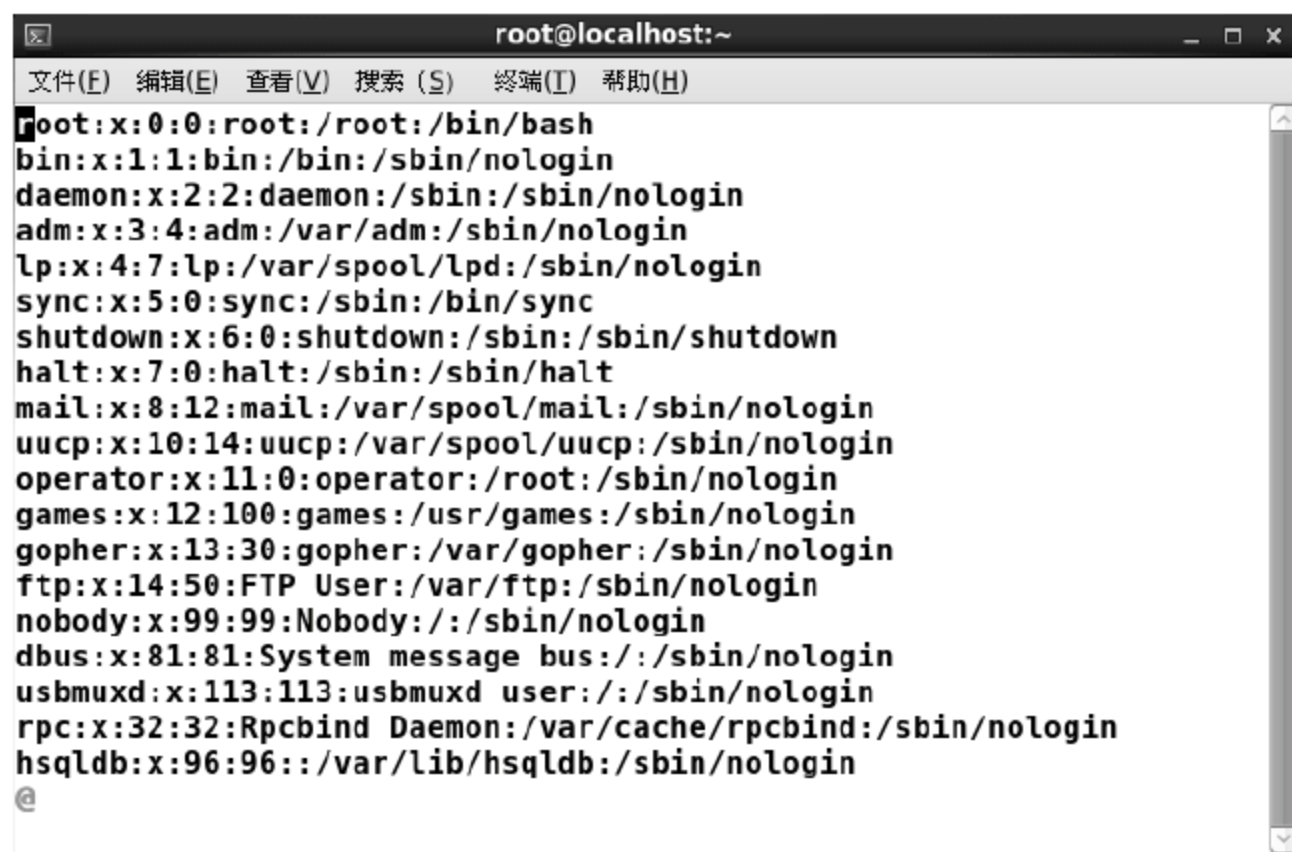 root@localhost:~
文件(F) 编辑(E) 查看(V) 搜索 (S) 终端(T) 帮助(H)
root:x:0:0:root:/root:/bin/bash
bin:x:1:1:bin:/bin:/sbin/nologin
daemon:x:2:2:daemon:/sbin:/sbin/nologin
adm:x:3:4:adm:/var/adm:/sbin/nologin
lp:x:4:7:lp:/var/spool/lpd:/sbin/nologin
sync:x:5:0:sync:/sbin:/bin/sync
shutdown:x:6:0:shutdown:/sbin:/sbin/shutdown
halt:x:7:0:halt:/sbin:/sbin/halt
mail:x:8:12:mail:/var/spool/mail:/sbin/nologin
uucp:x:10:14:uucp:/var/spool/uucp:/sbin/nologin
operator:x:11:0:operator:/root:/sbin/nologin
games:x:12:100:games:/usr/games:/sbin/nologin
gopher:x:13:30:gopher:/var/gopher:/sbin/nologin
ftp:x:14:50:FTP User:/var/ftp:/sbin/nologin
nobody:x:99:99:Nobody:/:/sbin/nologin
dbus:x:81:81:System message bus:/:/sbin/nologin
usbmuxd:x:113:113:usbmuxd user:/:/sbin/nologin
rpc:x:32:32:Rpcbind Daemon:/var/cache/rpcbind:/sbin/nologin
hsqldb:x:96:96::/var/lib/hsqldb:/sbin/nologin
@